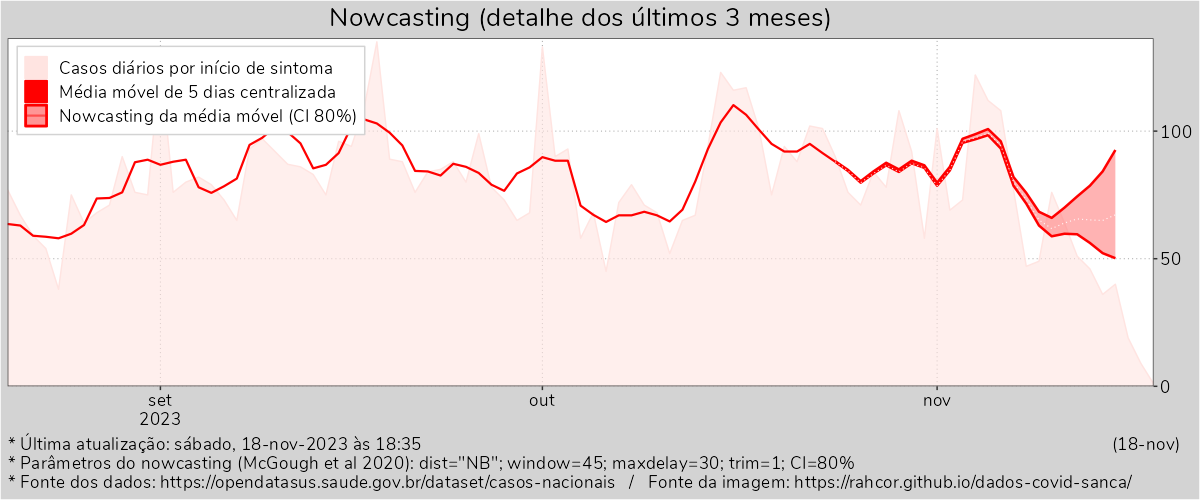 Nowcasting (detalhe dos últimos 3 meses)
Casos diários por início de sintoma
Média móvel de 5 dias centralizada
Nowcasting da média móvel (CI 80%)
100
50
0
set
2023
out
nov
* Última atualização: sábado, 18-nov-2023 às 18:35
(18-nov)
* Parâmetros do nowcasting (McGough et al 2020): dist="NB"; window=45; maxdelay=30; trim=1; CI=80%
* Fonte dos dados: https://opendatasus.saude.gov.br/dataset/casos-nacionais / Fonte da imagem: https://rahcor.github.io/dados-covid-sanca/